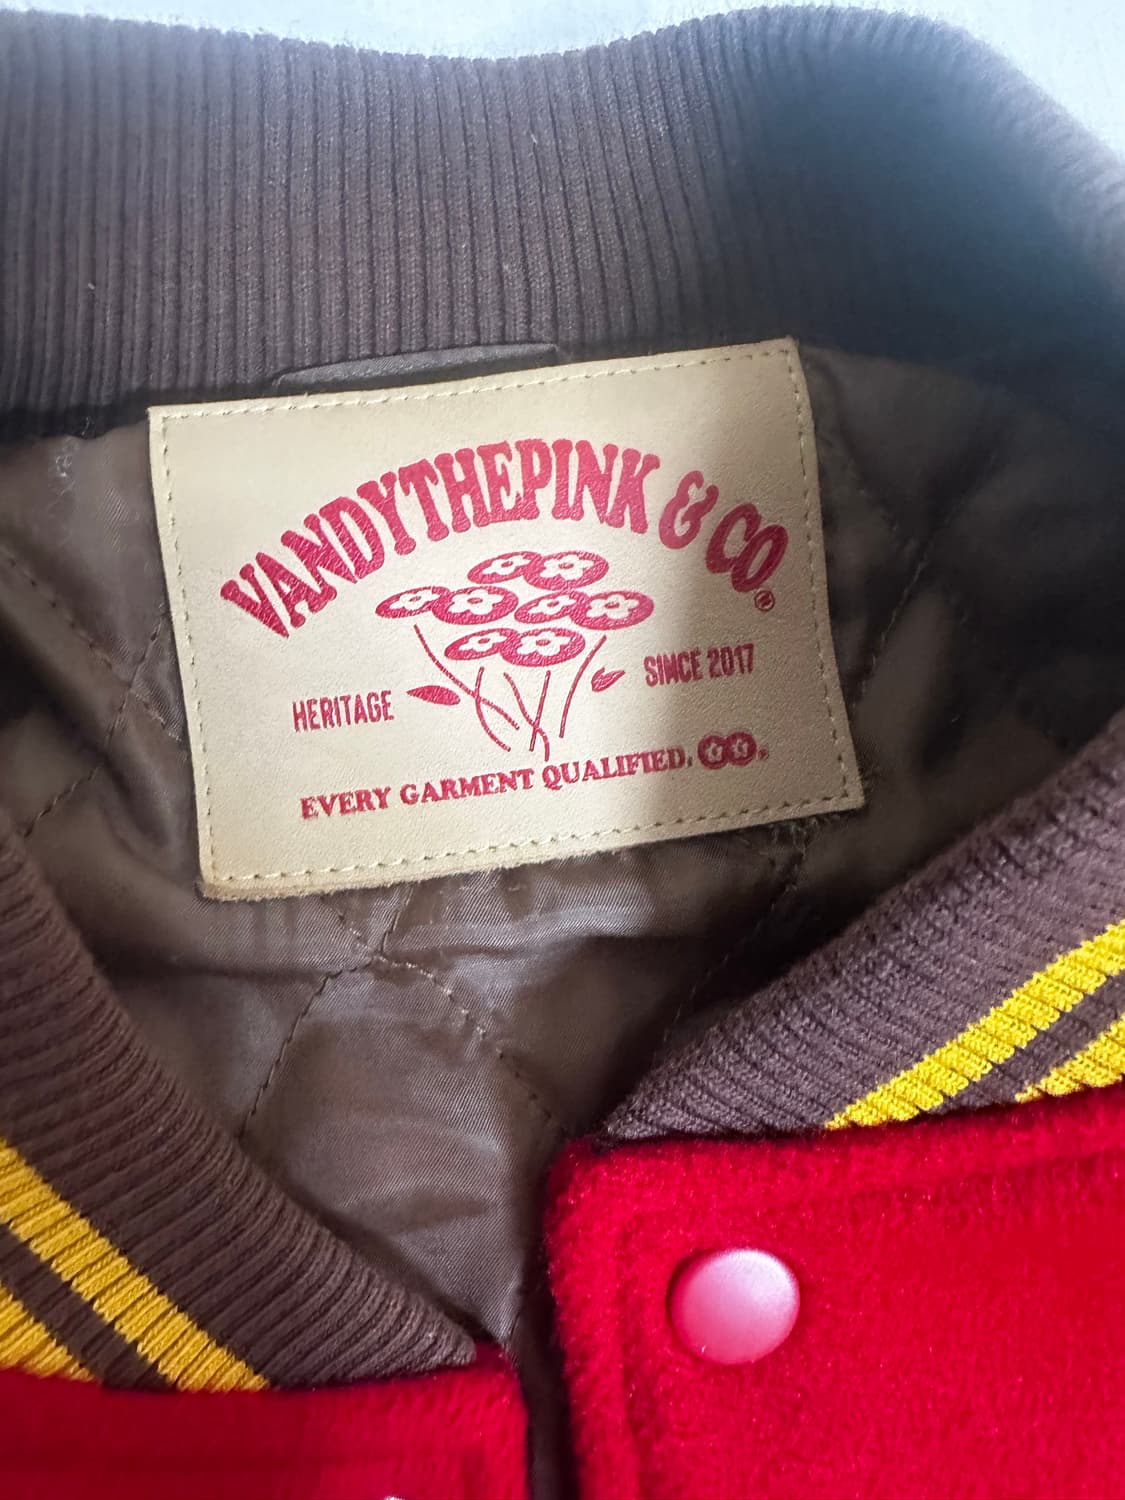 VANDYTHEPINK & CO®
HERITAGE
SINCE 2017
EVERY GARMENT QUALIFIED.